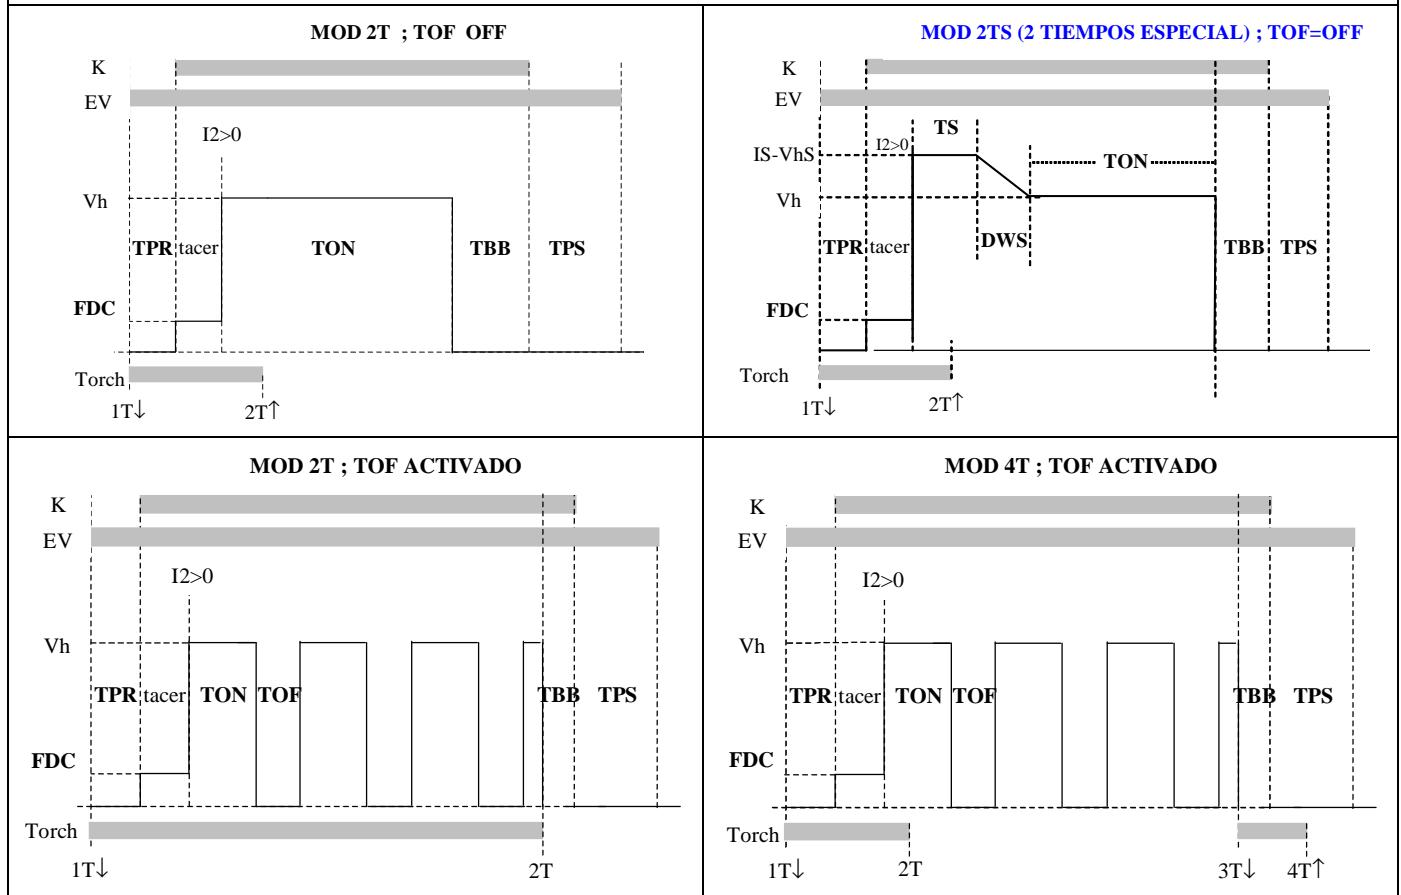 MOD 2T ; TOF OFF
K
EV
I2>0
Vh
TPR tacer TON TBB TPS
FDC
Torch
1T↓ 2T↑
MOD 2TS (2 TIEMPOS ESPECIAL) ; TOF=OFF
K
EV
TS
I2>0
IS-VhS
TON
Vh
DWS
TPR tacer TBB TPS
FDC
Torch
1T↓ 2T↑
MOD 2T ; TOF ACTIVADO
K
EV
I2>0
Vh
TPR tacer TON TOF TBB TPS
FDC
Torch
1T↓ 2T
MOD 4T ; TOF ACTIVADO
K
EV
I2>0
Vh
TPR tacer TON TOF TBB TPS
FDC
Torch
1T↓ 2T 3T↓ 4T↑